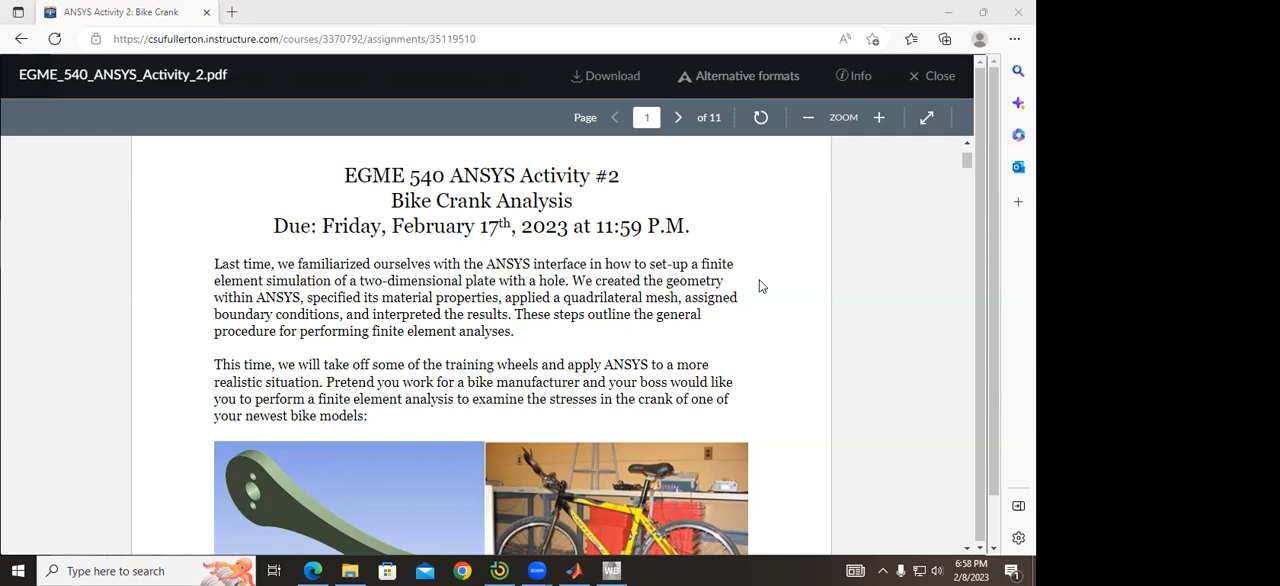 ANSYS Activity 2: Bike Crank
https://csufullerton.instructure.com/courses/3370792/assignments/35119510
EGME_540_ANSYS_Activity_2.pdf
Download
Alternative formats
Info
Close
Page 1 of 11
ZOOM
EGME 540 ANSYS Activity #2
Bike Crank Analysis
Due: Friday, February 17th, 2023 at 11:59 P.M.
Last time, we familiarized ourselves with the ANSYS interface in how to set-up a finite
element simulation of a two-dimensional plate with a hole. We created the geometry
within ANSYS, specified its material properties, applied a quadrilateral mesh, assigned
boundary conditions, and interpreted the results. These steps outline the general
procedure for performing finite element analyses.
This time, we will take off some of the training wheels and apply ANSYS to a more
realistic situation. Pretend you work for a bike manufacturer and your boss would like
you to perform a finite element analysis to examine the stresses in the crank of one of
your newest bike models:
Type here to search
zoom
WB
6:58 PM
2/8/2023
1